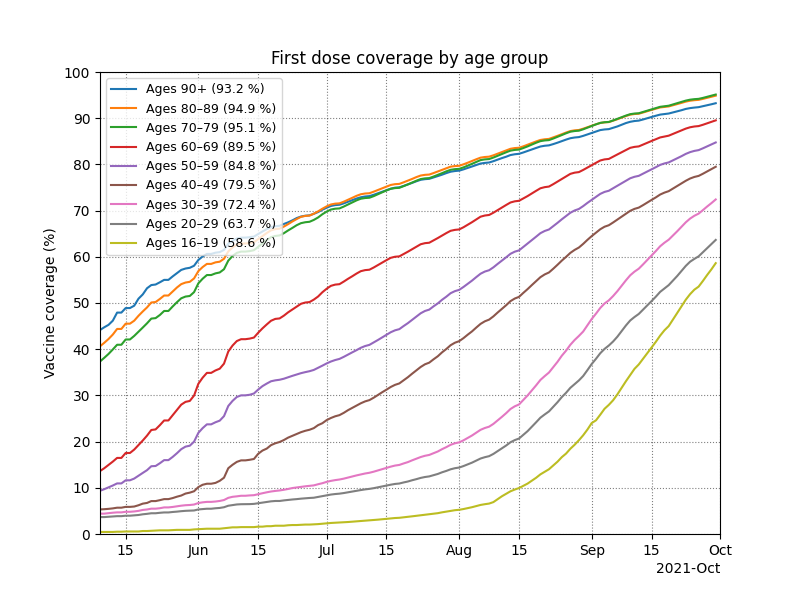 First dose coverage by age group
Vaccine coverage (%)
100
90
80
70
60
50
40
30
20
10
0
Ages 90+ (93.2 %)
Ages 80–89 (94.9 %)
Ages 70–79 (95.1 %)
Ages 60–69 (89.5 %)
Ages 50–59 (84.8 %)
Ages 40–49 (79.5 %)
Ages 30–39 (72.4 %)
Ages 20–29 (63.7 %)
Ages 16–19 (58.6 %)
15 Jun 15 Jul 15 Aug 15 Sep 15 Oct
2021-Oct